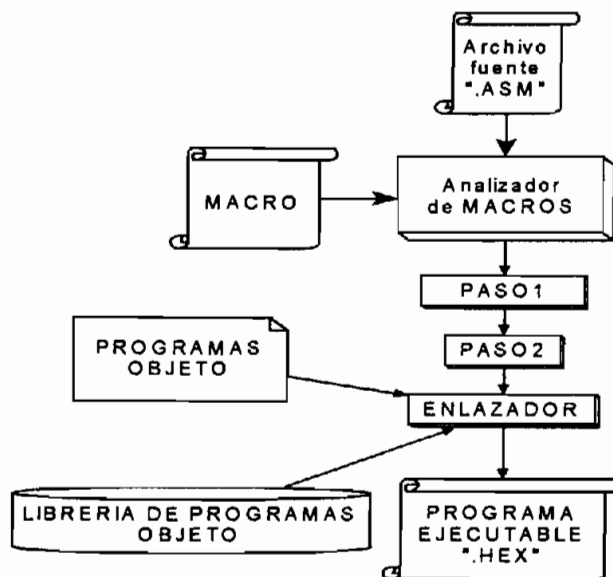 Archivo
fuente
".ASM"
MACRO
Analizador
de MACROS
PASO1
PASO2
PROGRAMAS
OBJETO
ENLAZADOR
LIBRERIA DE PROGRAMAS
OBJETO
PROGRAMA
EJECUTABLE
".HEX"